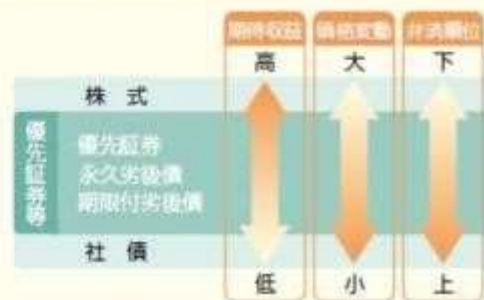 期待収益 価格変動 弁済順位
高 大 下
株式
優先証券等
優先証券
永久劣後債
期限付劣後債
社債
低 小 上